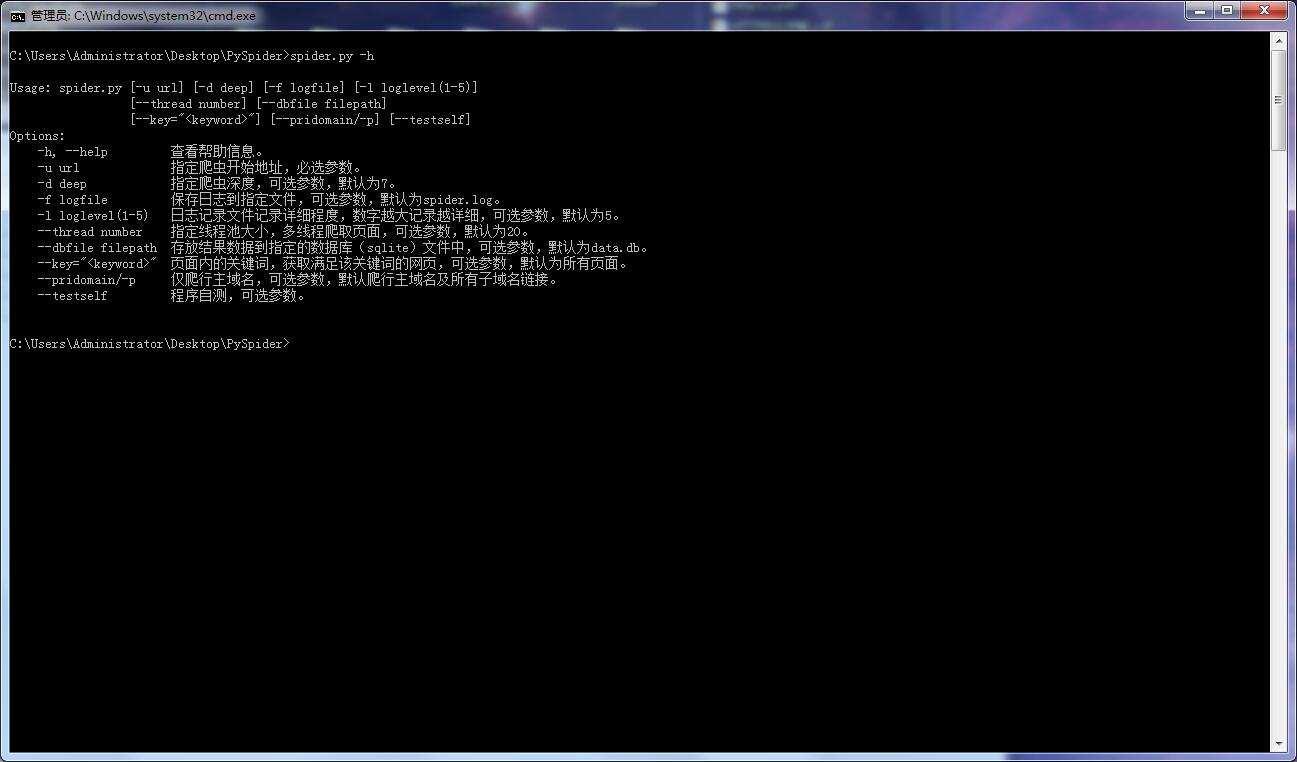 管理员: C:\Windows\system32\cmd.exe
C:\Users\Administrator\Desktop\PySpider>spider.py -h
Usage: spider.py [-u url] [-d deep] [-f logfile] [-l loglevel(1-5)]
[--thread number] [--dbfile filepath]
[--key="<keyword>"] [--pridomain/-p] [--testself]
Options:
-h, --help 查看帮助信息。
-u url 指定爬虫开始地址，必选参数。
-d deep 指定爬虫深度，可选参数，默认为7。
-f logfile 保存日志到指定文件，可选参数，默认为spider.log。
-l loglevel(1-5) 日志记录文件记录详细程度，数字越大记录越详细，可选参数，默认为5。
--thread number 指定线程池大小，多线程爬取页面，可选参数，默认为20。
--dbfile filepath 存放结果数据到指定的数据库（sqlite）文件中，可选参数，默认为data.db。
--key="<keyword>" 页面内的关键词，获取满足该关键词的网页，可选参数，默认为所有页面。
--pridomain/-p 仅爬行主域名，可选参数，默认爬行主域名及所有子域名链接。
--testself 程序自测，可选参数。
C:\Users\Administrator\Desktop\PySpider>